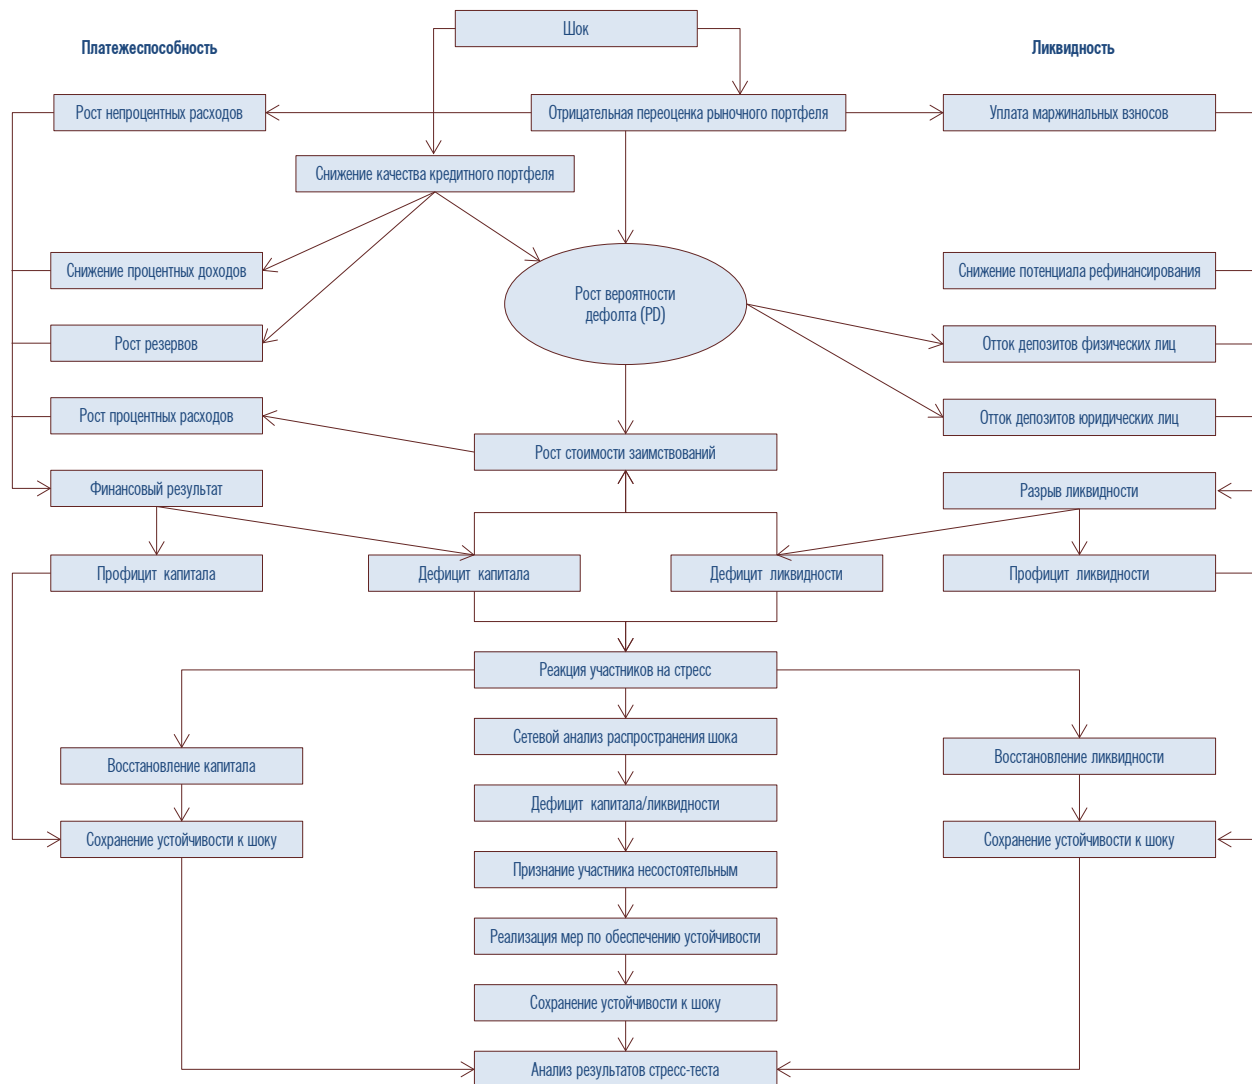 Шок
Платежеспособность
Ликвидность
Рост непроцентных расходов
Отрицательная переоценка рыночного портфеля
Уплата маржинальных взносов
Снижение качества кредитного портфеля
Снижение процентных доходов
Снижение потенциала рефинансирования
Рост вероятности
дефолта (PD)
Рост резервов
Отток депозитов физических лиц
Рост процентных расходов
Отток депозитов юридических лиц
Рост стоимости заимствований
Финансовый результат
Разрыв ликвидности
Профицит капитала
Дефицит капитала
Дефицит ликвидности
Профицит ликвидности
Реакция участников на стресс
Сетевой анализ распространения шока
Восстановление капитала
Восстановление ликвидности
Дефицит капитала/ликвидности
Сохранение устойчивости к шоку
Сохранение устойчивости к шоку
Признание участника несостоятельным
Реализация мер по обеспечению устойчивости
Сохранение устойчивости к шоку
Анализ результатов стресс-теста